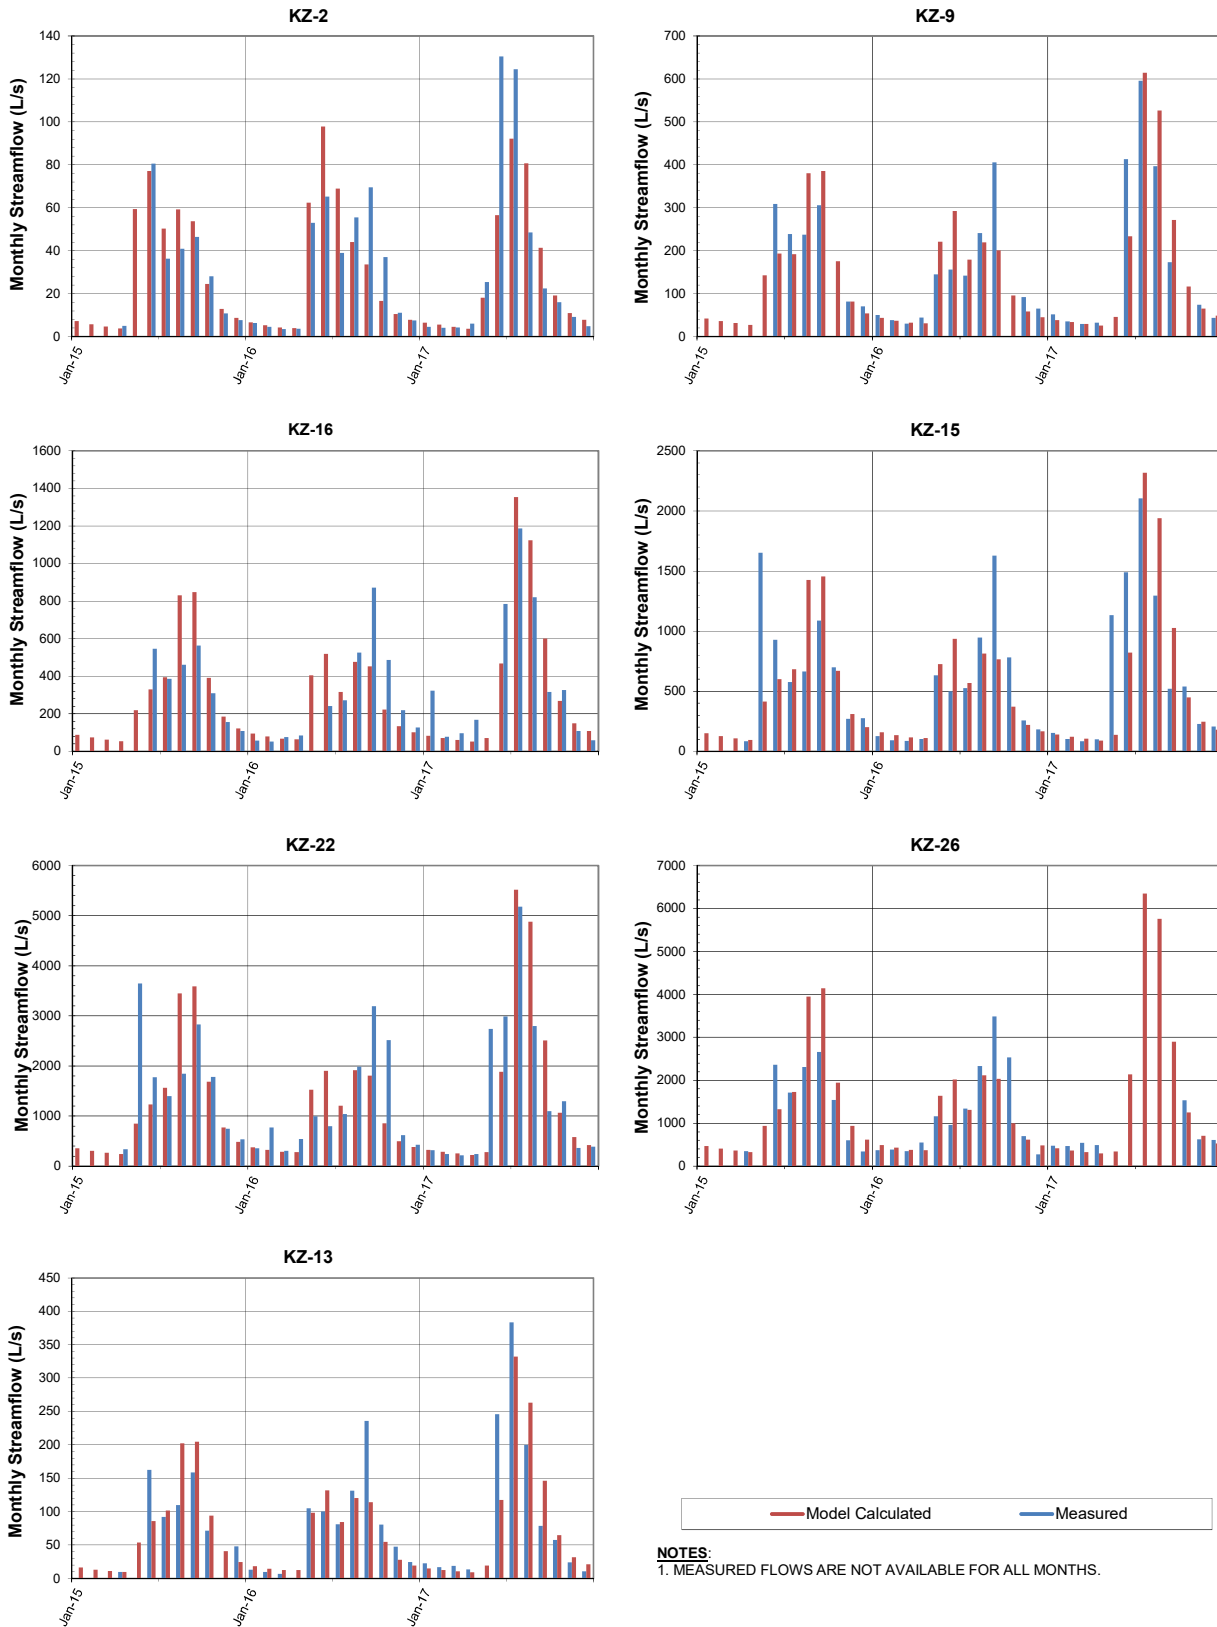 KZ-2
140
120
100
80
60
40
20
0
Monthly Streamflow (L/s)
Jan-15
Jan-16
Jan-17
KZ-9
700
600
500
400
300
200
100
0
Monthly Streamflow (L/s)
Jan-15
Jan-16
Jan-17
KZ-16
1600
1400
1200
1000
800
600
400
200
0
Monthly Streamflow (L/s)
Jan-15
Jan-16
Jan-17
KZ-15
2500
2000
1500
1000
500
0
Monthly Streamflow (L/s)
Jan-15
Jan-16
Jan-17
KZ-22
6000
5000
4000
3000
2000
1000
0
Monthly Streamflow (L/s)
Jan-15
Jan-16
Jan-17
KZ-26
7000
6000
5000
4000
3000
2000
1000
0
Monthly Streamflow (L/s)
Jan-15
Jan-16
Jan-17
KZ-13
450
400
350
300
250
200
150
100
50
0
Monthly Streamflow (L/s)
Jan-15
Jan-16
Jan-17
Model Calculated
Measured
NOTES:
1. MEASURED FLOWS ARE NOT AVAILABLE FOR ALL MONTHS.